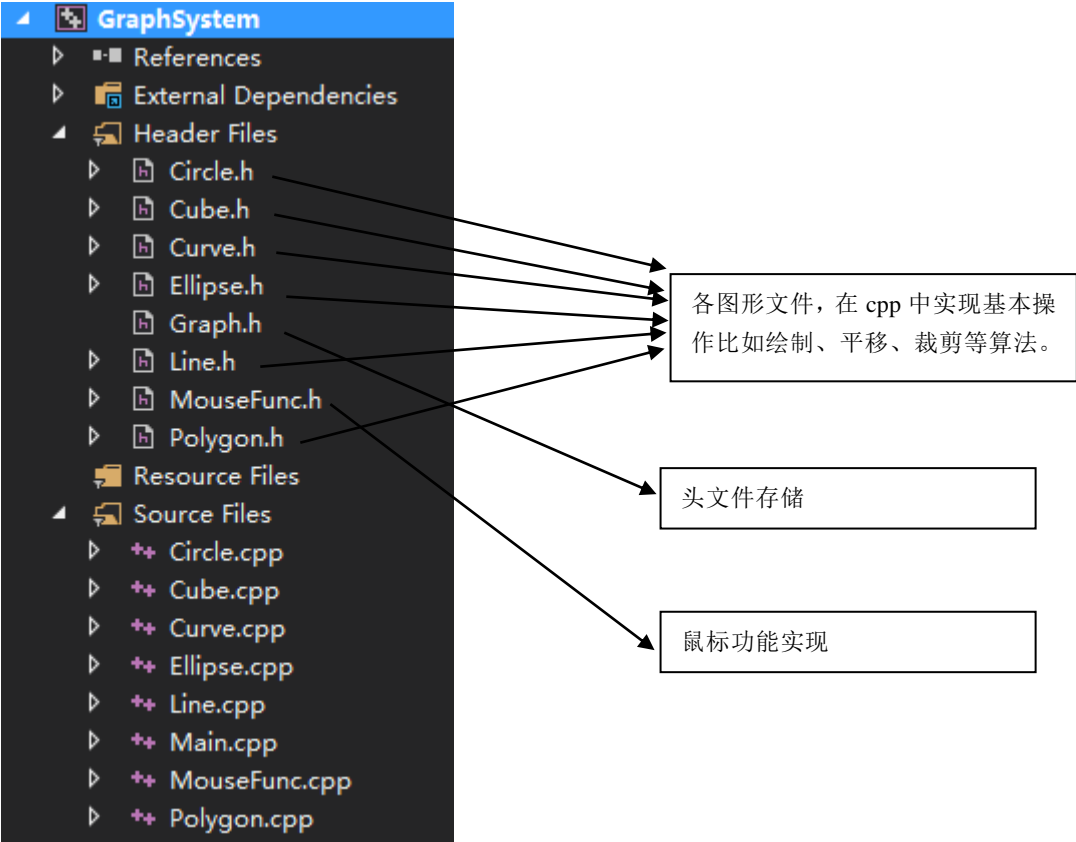 GraphSystem
References
External Dependencies
Header Files
Circle.h
Cube.h
Curve.h
Ellipse.h
Graph.h
Line.h
MouseFunc.h
Polygon.h
Resource Files
Source Files
Circle.cpp
Cube.cpp
Curve.cpp
Ellipse.cpp
Line.cpp
Main.cpp
MouseFunc.cpp
Polygon.cpp
各图形文件，在 cpp 中实现基本操
作比如绘制、平移、裁剪等算法。
头文件存储
鼠标功能实现